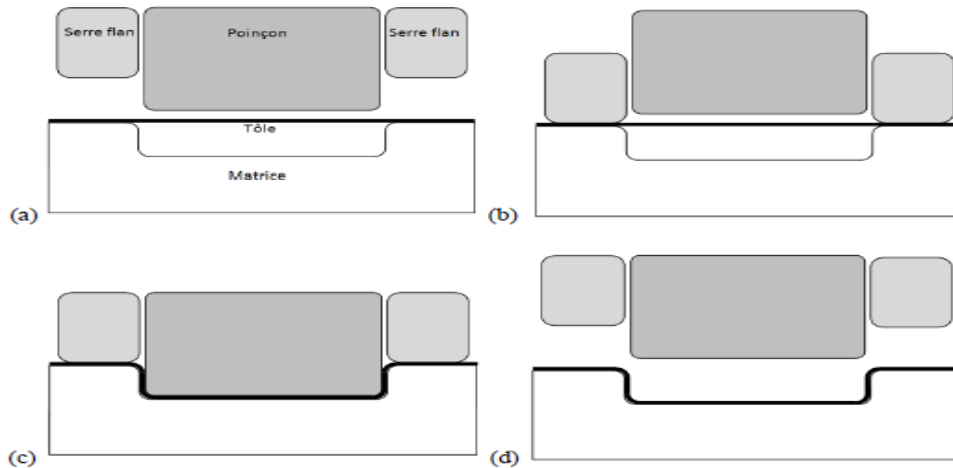 Serre flan
Poinçon
Serre flan
Tôle
Matrice
(a)
(b)
(c)
(d)